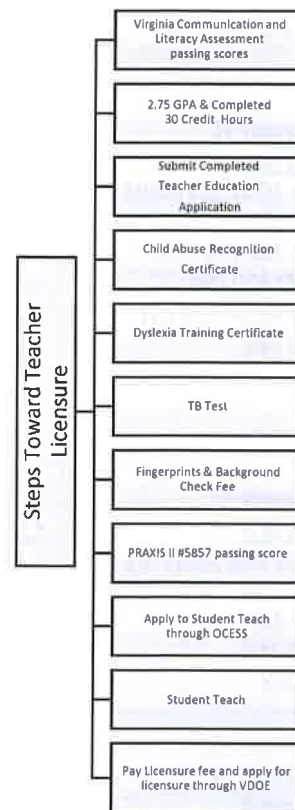 Steps Toward Teacher
Licensure
Virginia Communication and
Literacy Assessment
passing scores
2.75 GPA & Completed
30 Credit Hours
Submit Completed
Teacher Education
Application
Child Abuse Recognition
Certificate
Dyslexia Training Certificate
TB Test
Fingerprints & Background
Check Fee
PRAXIS II #5857 passing score
Apply to Student Teach
through OCESS
Student Teach
Pay Licensure fee and apply for
licensure through VDOE